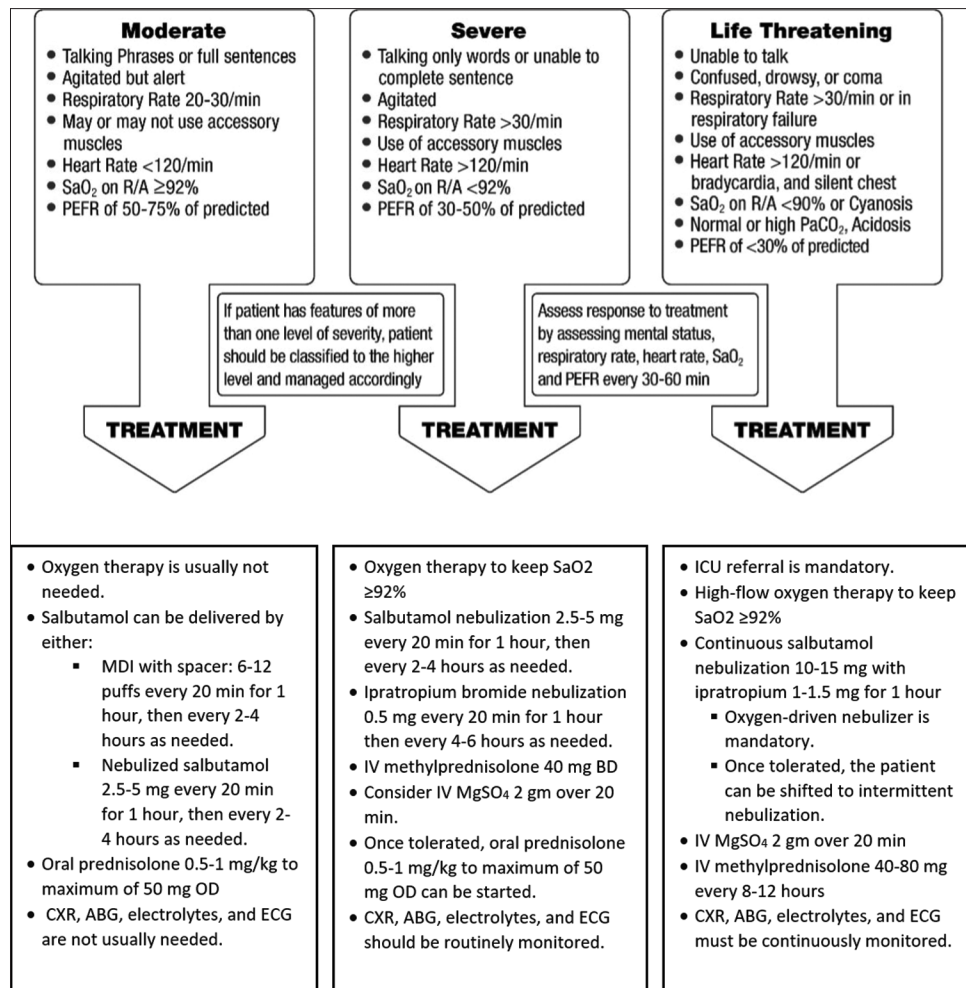 Moderate
• Talking Phrases or full sentences
• Agitated but alert
• Respiratory Rate 20-30/min
• May or may not use accessory
muscles
• Heart Rate <120/min
• SaO₂ on R/A ≥92%
• PEFR of 50-75% of predicted
Severe
• Talking only words or unable to
complete sentence
• Agitated
• Respiratory Rate >30/min
• Use of accessory muscles
• Heart Rate >120/min
• SaO₂ on R/A <92%
• PEFR of 30-50% of predicted
Life Threatening
• Unable to talk
• Confused, drowsy, or coma
• Respiratory Rate >30/min or in
respiratory failure
• Use of accessory muscles
• Heart Rate >120/min or
bradycardia, and silent chest
• SaO₂ on R/A <90% or Cyanosis
• Normal or high PaCO₂, Acidosis
• PEFR of <30% of predicted
If patient has features of more
than one level of severity, patient
should be classified to the higher
level and managed accordingly
Assess response to treatment
by assessing mental status,
respiratory rate, heart rate, SaO₂
and PEFR every 30-60 min
TREATMENT
TREATMENT
TREATMENT
• Oxygen therapy is usually not
needed.
• Salbutamol can be delivered by
either:
▪ MDI with spacer: 6-12
puffs every 20 min for 1
hour, then every 2-4
hours as needed.
▪ Nebulized salbutamol
2.5-5 mg every 20 min
for 1 hour, then every 2-
4 hours as needed.
• Oral prednisolone 0.5-1 mg/kg to
maximum of 50 mg OD
• CXR, ABG, electrolytes, and ECG
are not usually needed.
• Oxygen therapy to keep SaO2
≥92%
• Salbutamol nebulization 2.5-5 mg
every 20 min for 1 hour, then
every 2-4 hours as needed.
• Ipratropium bromide nebulization
0.5 mg every 20 min for 1 hour
then every 4-6 hours as needed.
• IV methylprednisolone 40 mg BD
• Consider IV MgSO₄ 2 gm over 20
min.
• Once tolerated, oral prednisolone
0.5-1 mg/kg to maximum of 50
mg OD can be started.
• CXR, ABG, electrolytes, and ECG
should be routinely monitored.
• ICU referral is mandatory.
• High-flow oxygen therapy to keep
SaO2 ≥92%
• Continuous salbutamol
nebulization 10-15 mg with
ipratropium 1-1.5 mg for 1 hour
▪ Oxygen-driven nebulizer is
mandatory.
▪ Once tolerated, the patient
can be shifted to intermittent
nebulization.
• IV MgSO₄ 2 gm over 20 min
• IV methylprednisolone 40-80 mg
every 8-12 hours
• CXR, ABG, electrolytes, and ECG
must be continuously monitored.